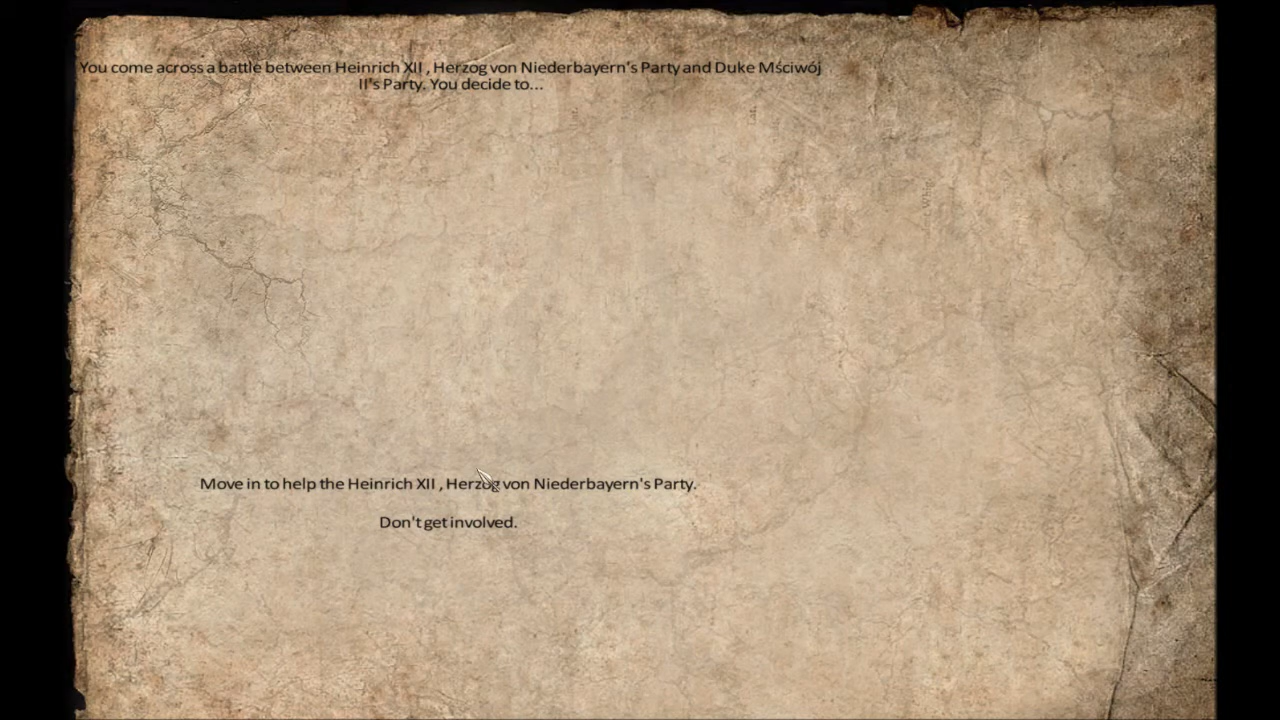 You come across a battle between Heinrich XII , Herzog von Niederbayern's Party and Duke Mściwój
II's Party. You decide to...
Move in to help the Heinrich XII , Herzog von Niederbayern's Party.
Don't get involved.